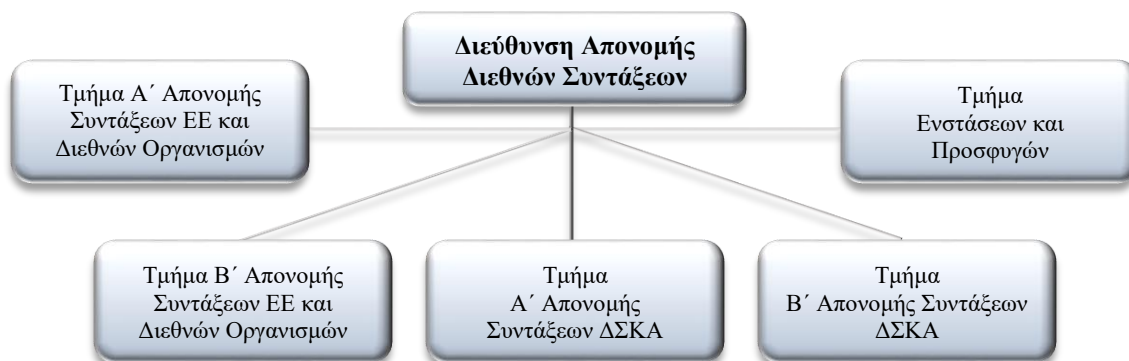 Διεύθυνση Απονομής
Διεθνών Συντάξεων
Τμήμα Α΄ Απονομής
Συντάξεων ΕΕ και
Διεθνών Οργανισμών
Τμήμα
Ενστάσεων και
Προσφυγών
Τμήμα Β΄ Απονομής
Συντάξεων ΕΕ και
Διεθνών Οργανισμών
Τμήμα
Α΄ Απονομής
Συντάξεων ΔΣΚΑ
Τμήμα
Β΄ Απονομής Συντάξεων
ΔΣΚΑ